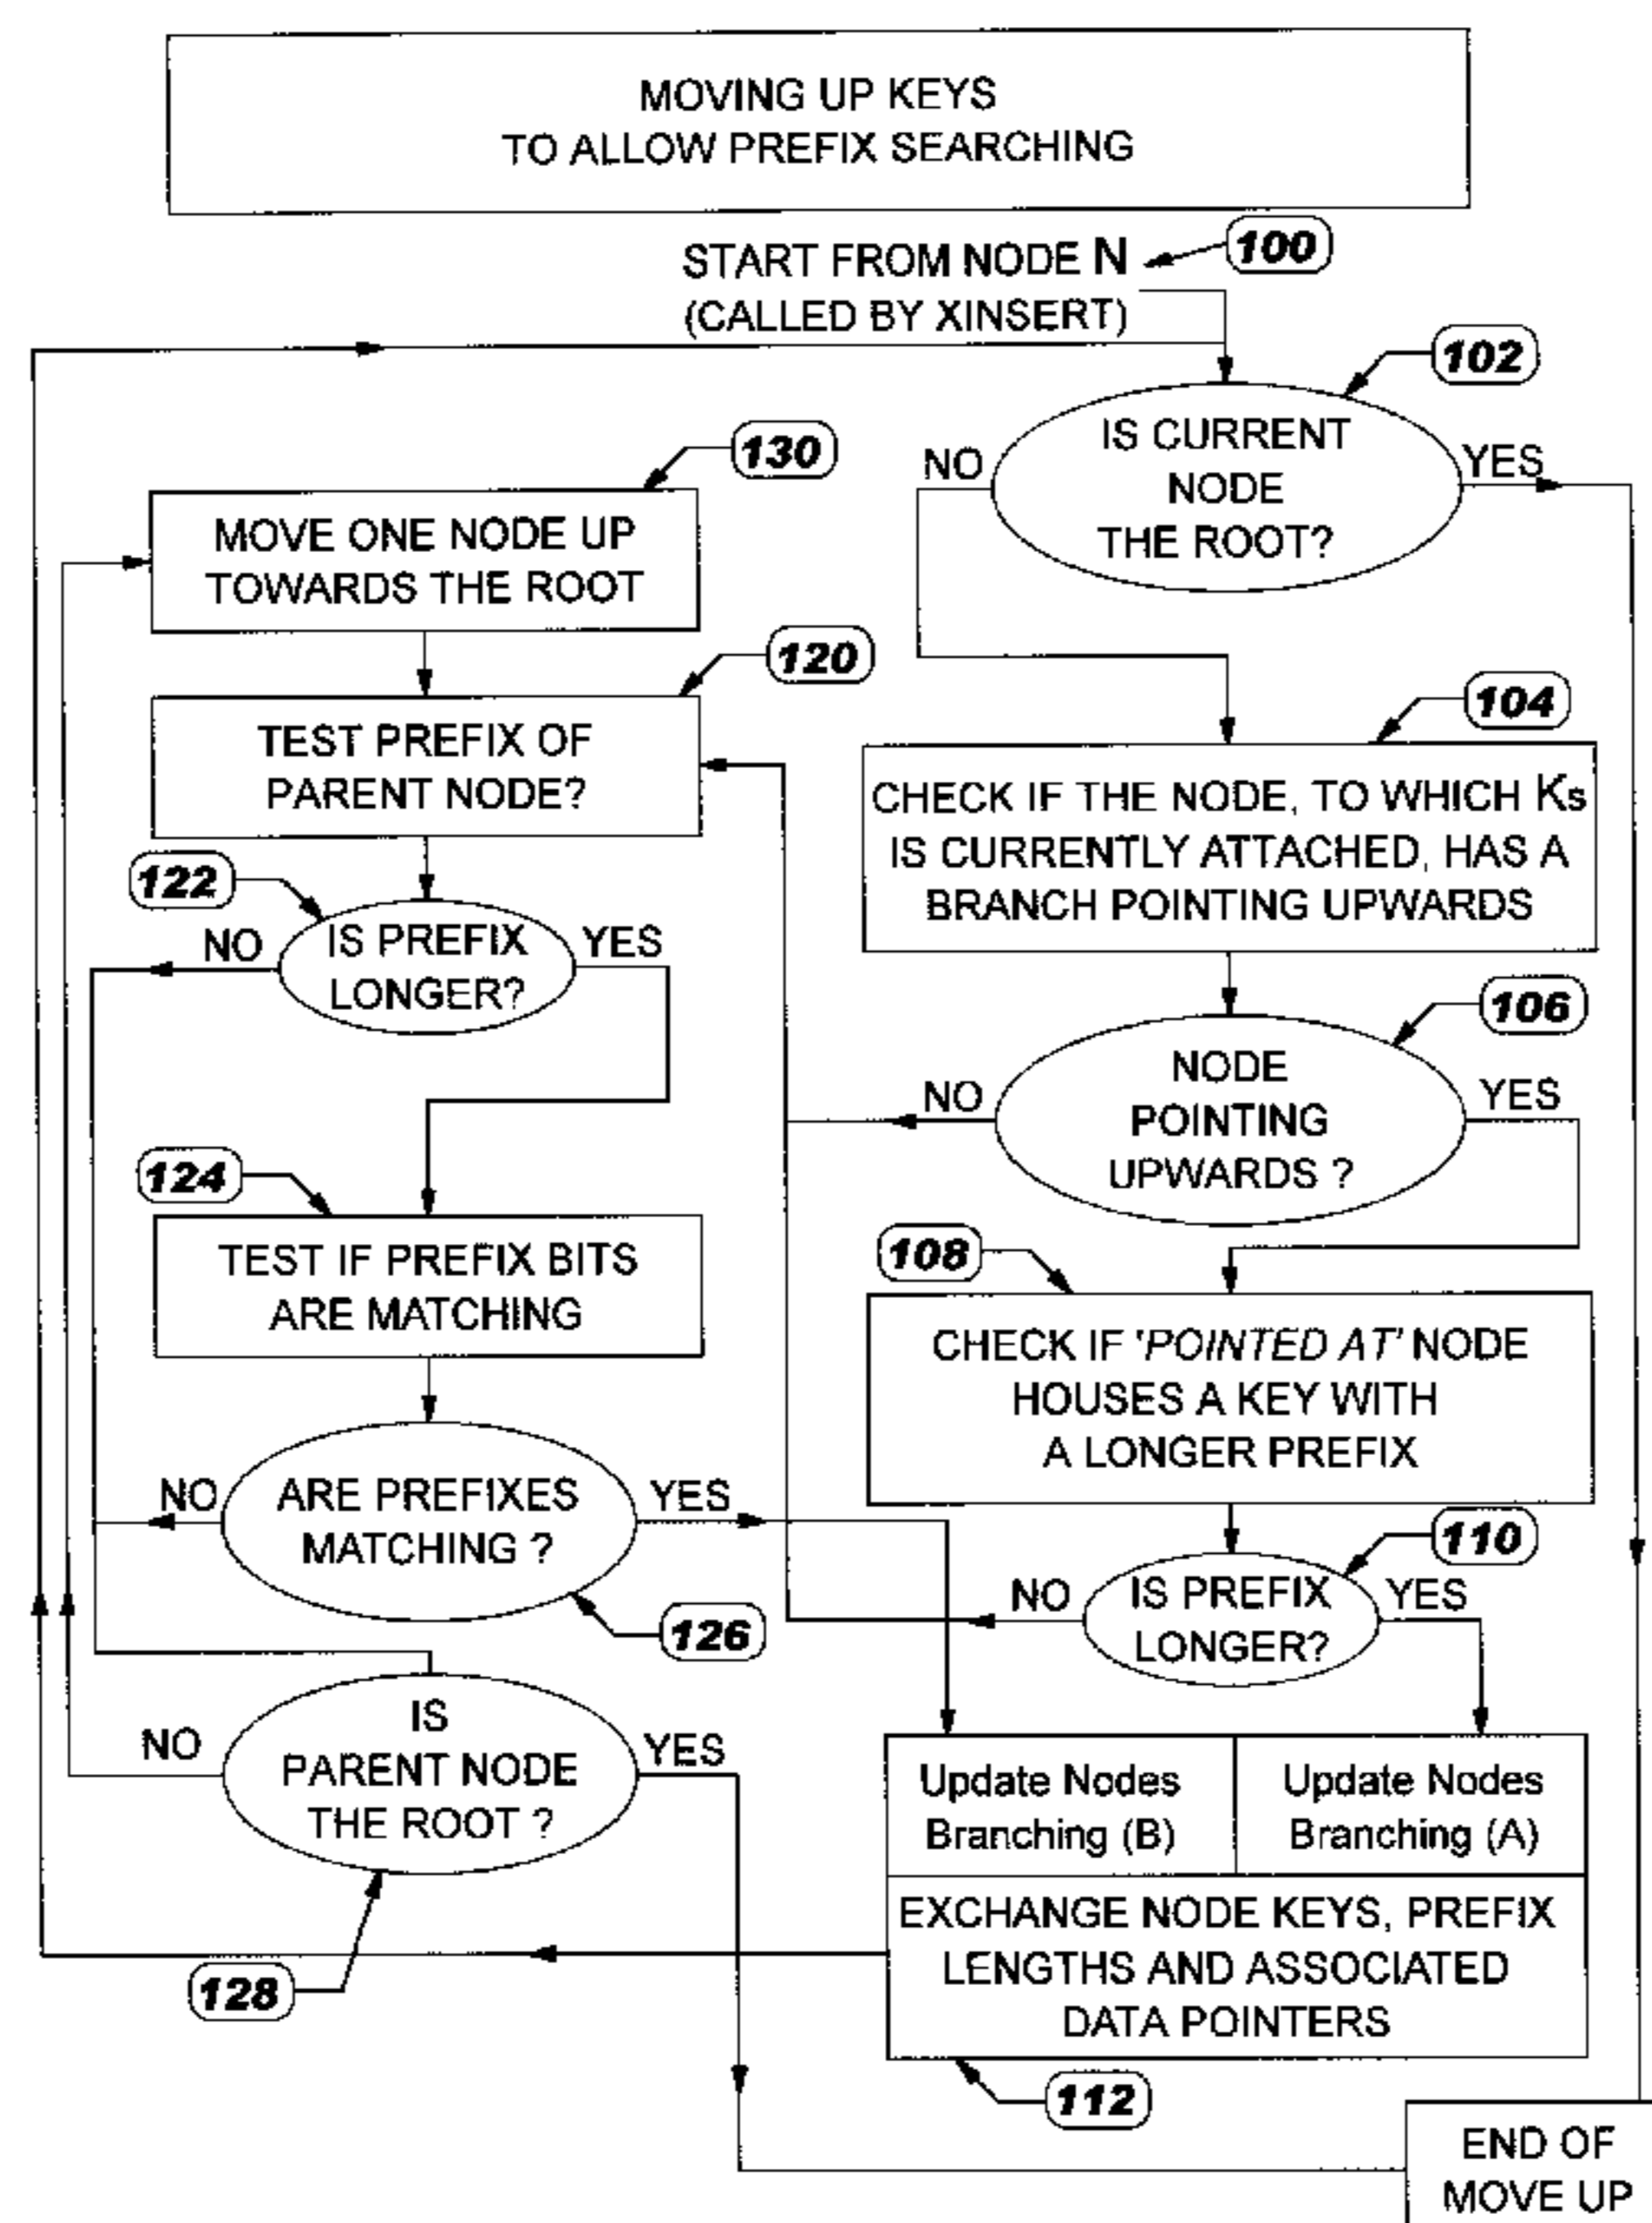 MOVING UP KEYS
TO ALLOW PREFIX SEARCHING
START FROM NODE N
100
(CALLED BY XINSERT)
102
IS CURRENT
NODE
THE ROOT?
NO
YES
130
MOVE ONE NODE UP
TOWARDS THE ROOT
120
TEST PREFIX OF
PARENT NODE?
104
CHECK IF THE NODE, TO WHICH Ks
IS CURRENTLY ATTACHED, HAS A
BRANCH POINTING UPWARDS
122
IS PREFIX
LONGER?
NO
YES
106
NODE
POINTING
UPWARDS ?
NO
YES
124
TEST IF PREFIX BITS
ARE MATCHING
108
CHECK IF 'POINTED AT' NODE
HOUSES A KEY WITH
A LONGER PREFIX
NO
ARE PREFIXES
MATCHING ?
YES
126
110
NO
IS PREFIX
LONGER?
YES
IS
PARENT NODE
THE ROOT ?
NO
YES
128
Update Nodes
Branching (B)
Update Nodes
Branching (A)
EXCHANGE NODE KEYS, PREFIX
LENGTHS AND ASSOCIATED
DATA POINTERS
112
END OF
MOVE UP